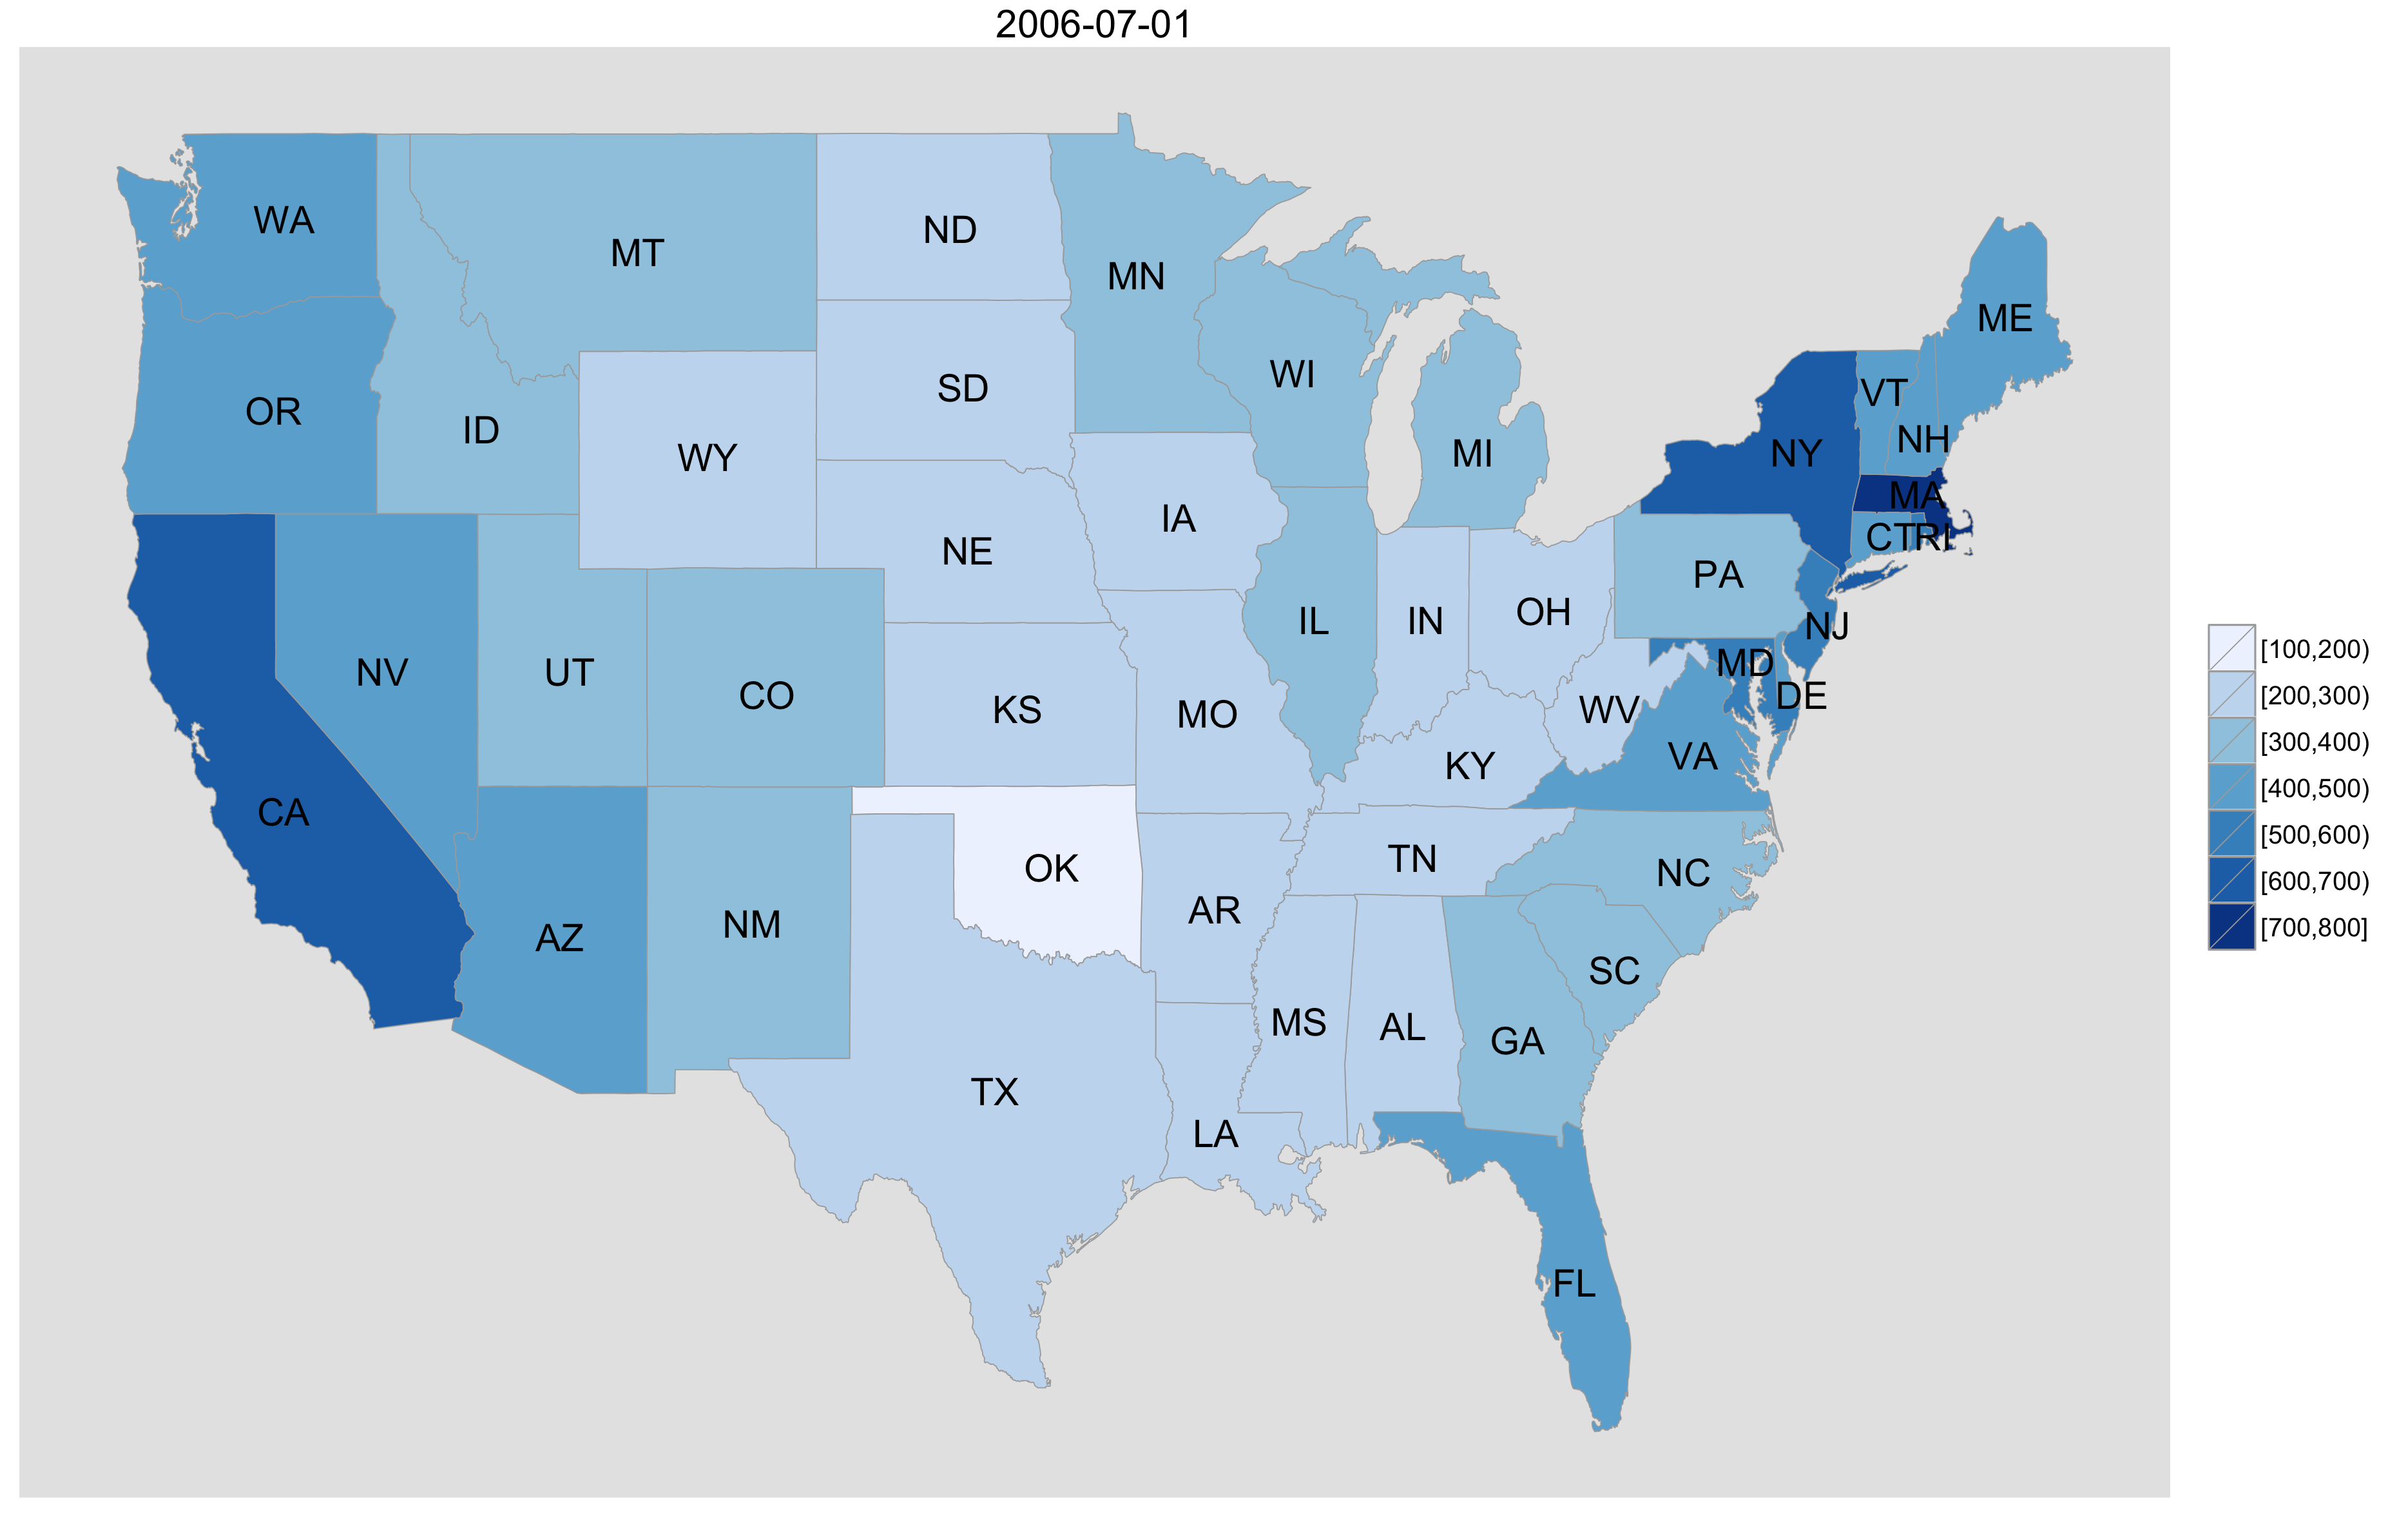 2006-07-01
WA
MT
ND
MN
ME
OR
ID
WY
SD
WI
MI
NY
VT
NH
MA
CT
RI
IA
NE
PA
NJ
NV
UT
CO
KS
MO
IL
IN
OH
WV
MD
DE
VA
KY
CA
AZ
NM
OK
AR
TN
NC
SC
TX
LA
MS
AL
GA
FL
[100,200)
[200,300)
[300,400)
[400,500)
[500,600)
[600,700)
[700,800]